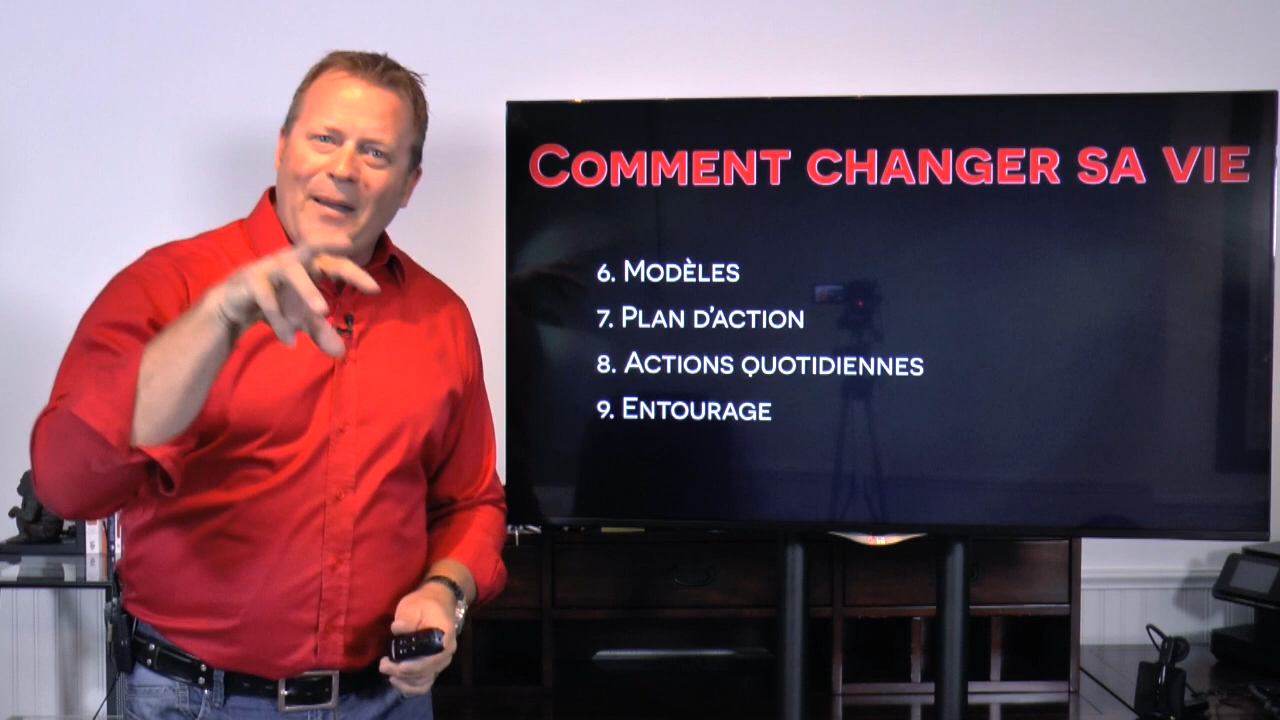 Comment changer sa vie
6. Modèles
7. Plan d'action
8. Actions quotidiennes
9. Entourage